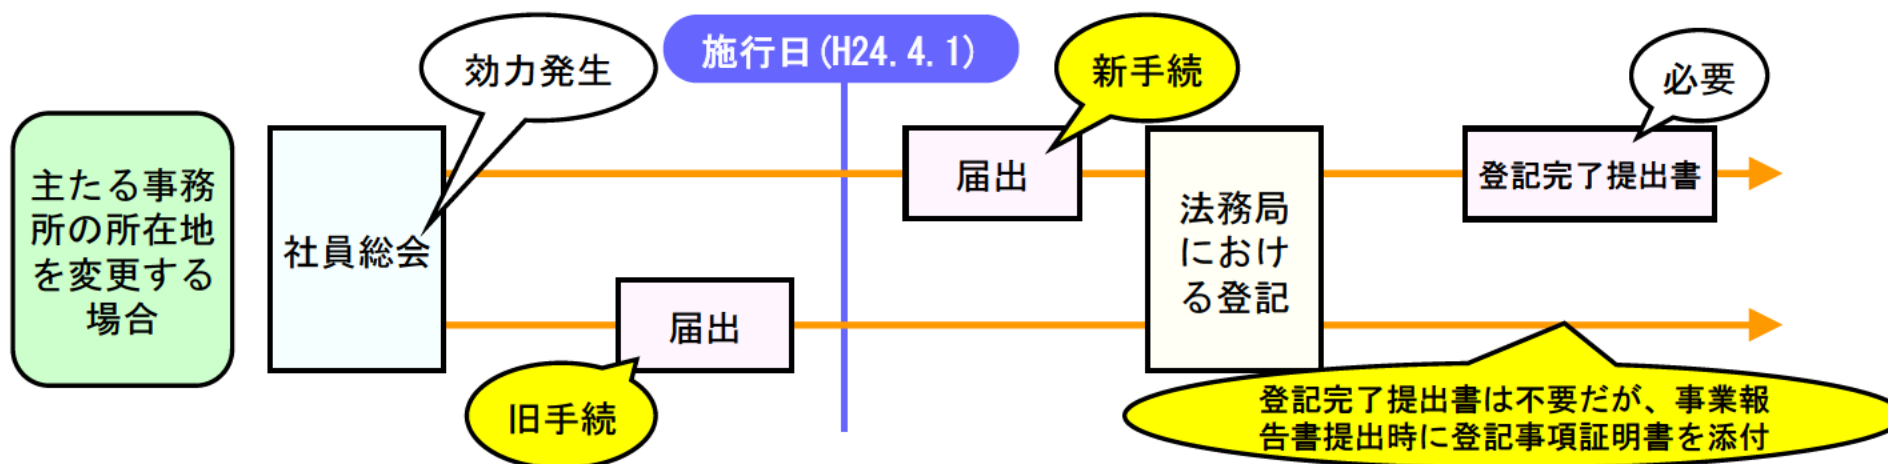 効力発生
施行日(H24.4.1)
新手続
必要
主たる事務
所の所在地
を変更する
場合
社員総会
届出
法務局
におけ
る登記
登記完了提出書
届出
旧手続
登記完了提出書は不要だが、事業報
告書提出時に登記事項証明書を添付